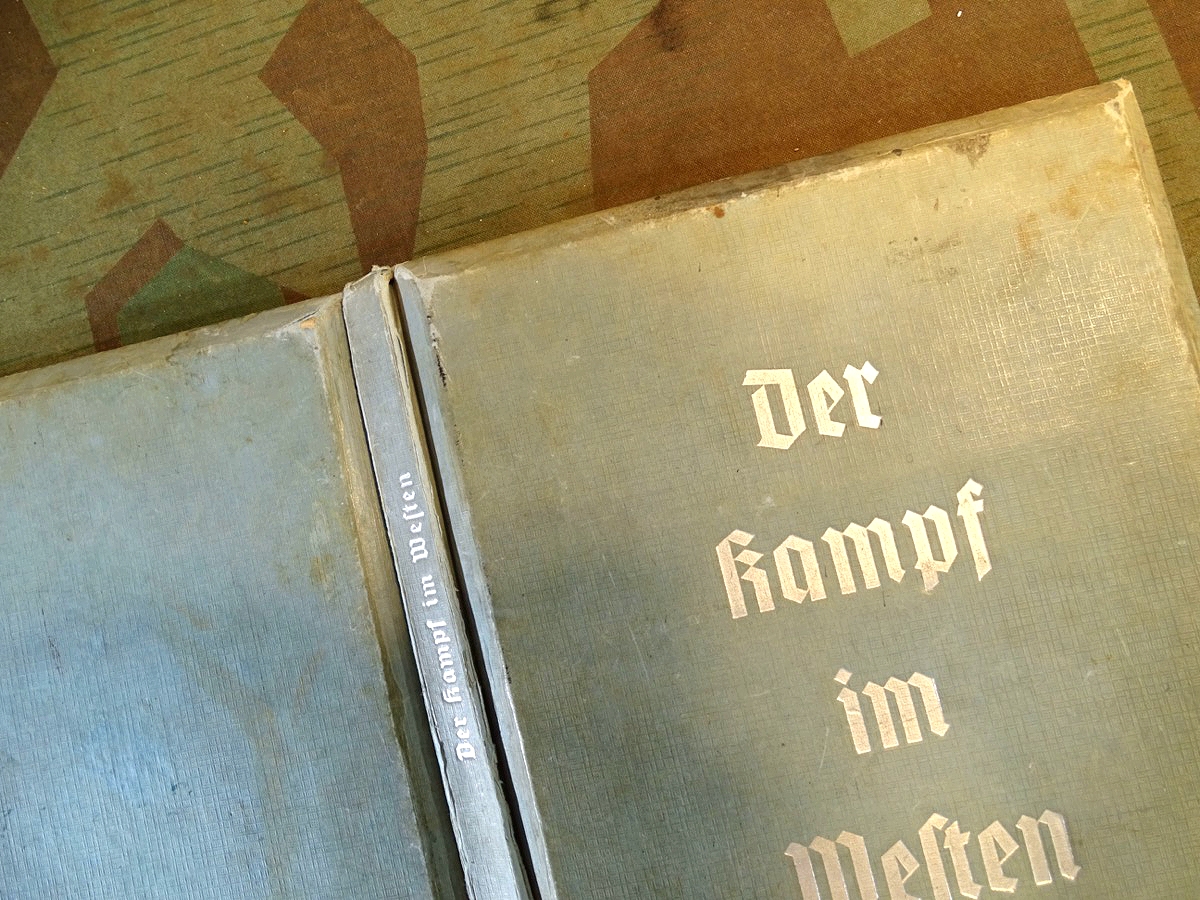 Der Kampf im Weſten
Der
Kampf
im
Weſten